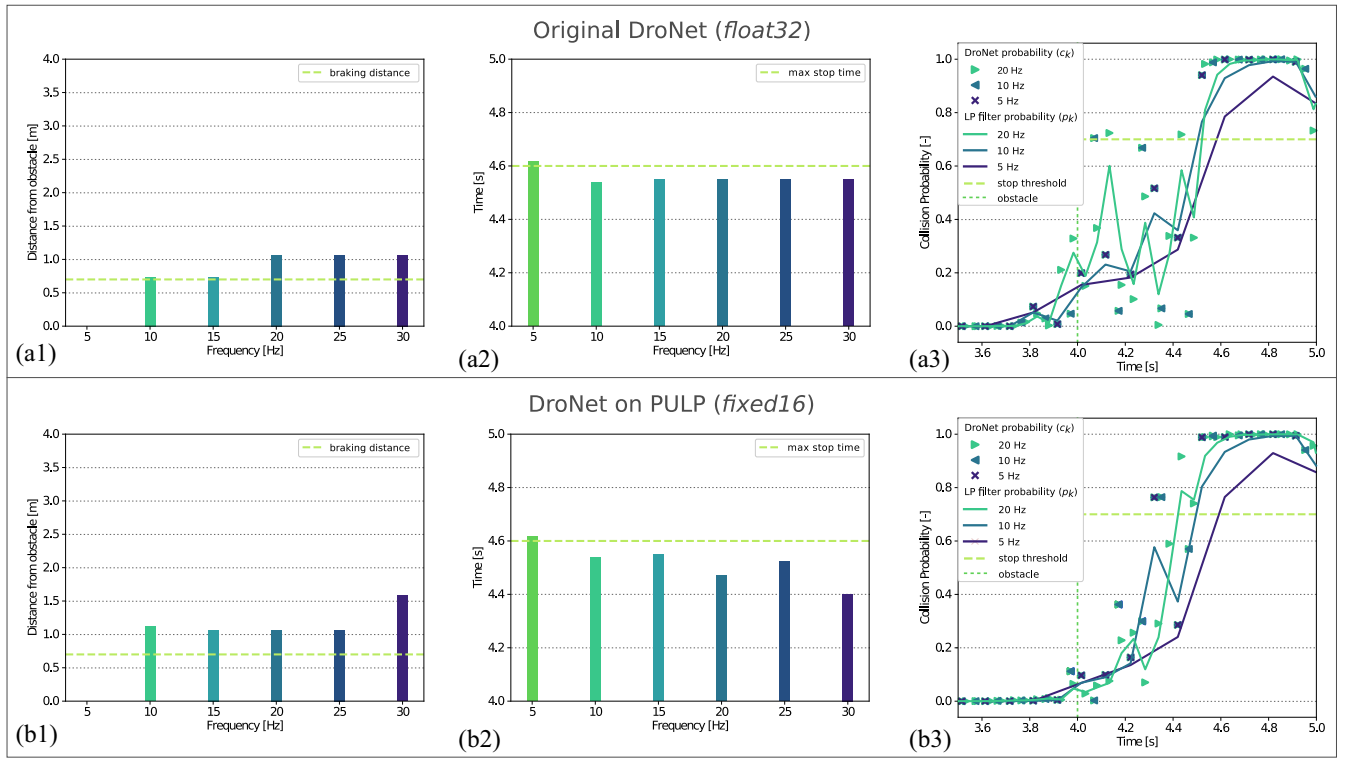 Original DroNet (float32)
4.0
3.5
3.0
2.5
2.0
1.5
1.0
0.5
0.0
Distance from obstacle [m]
braking distance
5 10 15 20 25 30
Frequency [Hz]
(a1)
5.0
4.8
4.6
4.4
4.2
4.0
Time [s]
max stop time
5 10 15 20 25 30
Frequency [Hz]
(a2)
1.0
0.8
0.6
0.4
0.2
0.0
Collision Probability [-]
DroNet probability (ck)
20 Hz
10 Hz
5 Hz
LP filter probability (pk)
20 Hz
10 Hz
5 Hz
stop threshold
obstacle
3.6 3.8 4.0 4.2 4.4 4.6 4.8 5.0
Time [s]
(a3)
DroNet on PULP (fixed16)
4.0
3.5
3.0
2.5
2.0
1.5
1.0
0.5
0.0
Distance from obstacle [m]
braking distance
5 10 15 20 25 30
Frequency [Hz]
(b1)
5.0
4.8
4.6
4.4
4.2
4.0
Time [s]
max stop time
5 10 15 20 25 30
Frequency [Hz]
(b2)
1.0
0.8
0.6
0.4
0.2
0.0
Collision Probability [-]
DroNet probability (ck)
20 Hz
10 Hz
5 Hz
LP filter probability (pk)
20 Hz
10 Hz
5 Hz
stop threshold
obstacle
3.6 3.8 4.0 4.2 4.4 4.6 4.8 5.0
Time [s]
(b3)